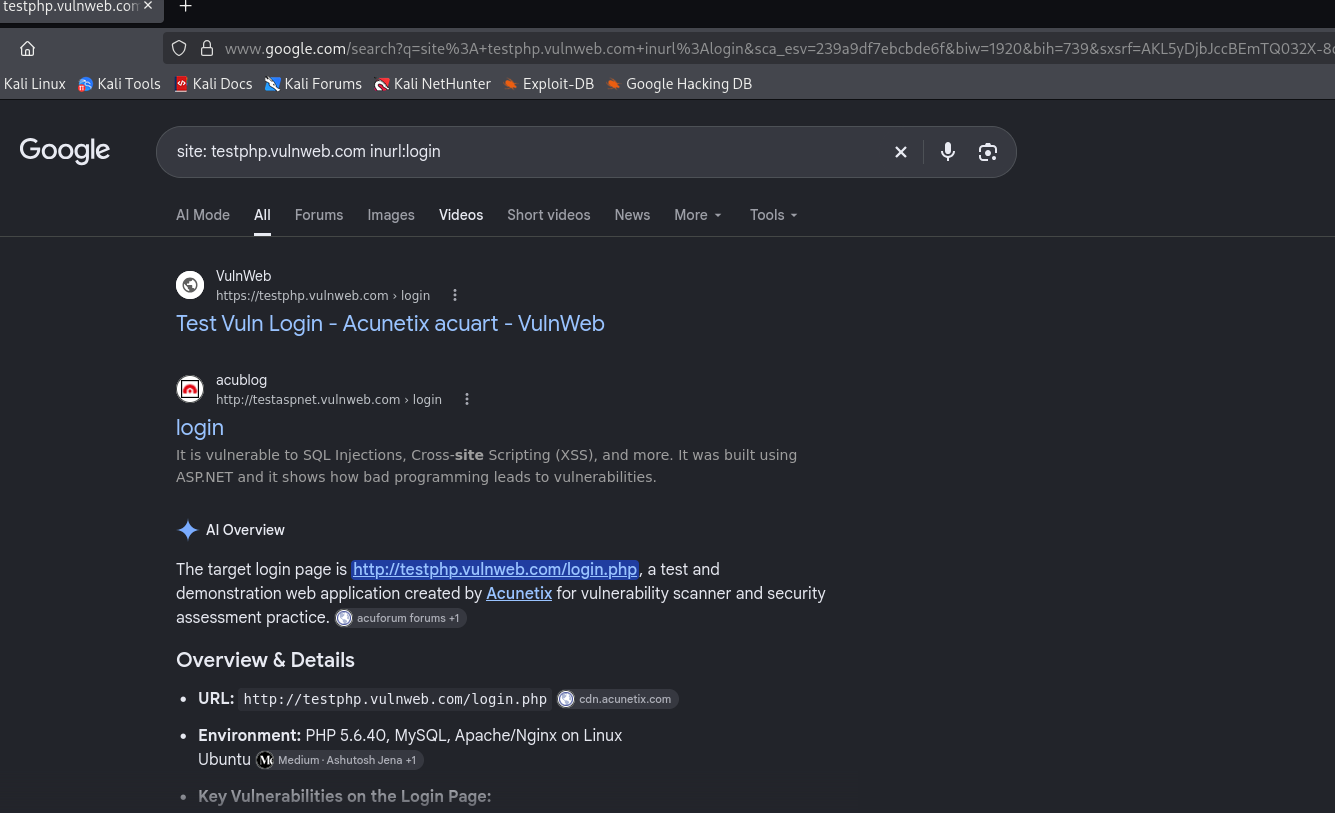 testphp.vulnweb.con
www.google.com/search?q=site%3A+testphp.vulnweb.com+inurl%3Alogin&sca_esv=239a9df7ebcbde6f&biw=1920&bih=739&sxsrf=AKL5yDjbJccBEmTQ032X-8
Kali Linux Kali Tools Kali Docs Kali Forums Kali NetHunter Exploit-DB Google Hacking DB
Google
site: testphp.vulnweb.com inurl:login
AI Mode All Forums Images Videos Short videos News More Tools
VulnWeb
https://testphp.vulnweb.com › login
Test Vuln Login - Acunetix acuart - VulnWeb
acublog
http://testaspnet.vulnweb.com › login
login
It is vulnerable to SQL Injections, Cross-site Scripting (XSS), and more. It was built using
ASP.NET and it shows how bad programming leads to vulnerabilities.
AI Overview
The target login page is http://testphp.vulnweb.com/login.php, a test and
demonstration web application created by Acunetix for vulnerability scanner and security
assessment practice. acuforum forums +1
Overview & Details
• URL: http://testphp.vulnweb.com/login.php cdn.acunetix.com
• Environment: PHP 5.6.40, MySQL, Apache/Nginx on Linux
Ubuntu Medium · Ashutosh Jena +1
• Key Vulnerabilities on the Login Page: